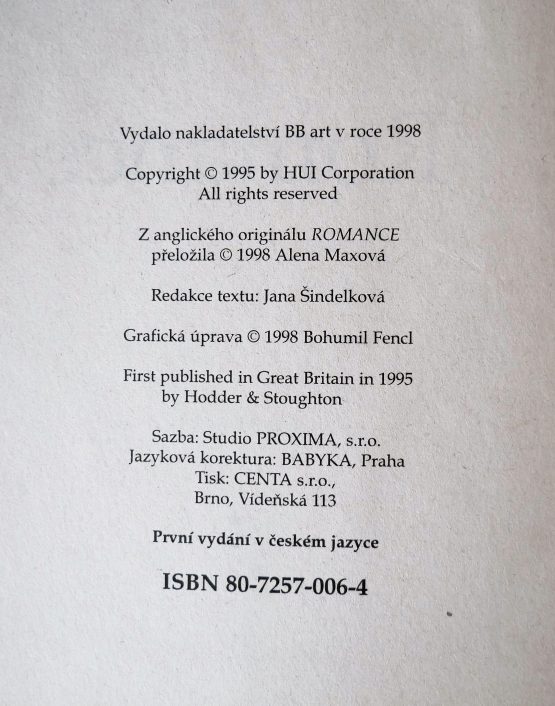 Vydalo nakladatelství BB art v roce 1998
Copyright © 1995 by HUI Corporation
All rights reserved
Z anglického originálu ROMANCE
přeložila © 1998 Alena Maxová
Redakce textu: Jana Šindelková
Grafická úprava © 1998 Bohumil Fencl
First published in Great Britain in 1995
by Hodder & Stoughton
Sazba: Studio PROXIMA, s.r.o.
Jazyková korektura: BABYKA, Praha
Tisk: CENTA s.r.o.,
Brno, Vídeňská 113
První vydání v českém jazyce
ISBN 80-7257-006-4